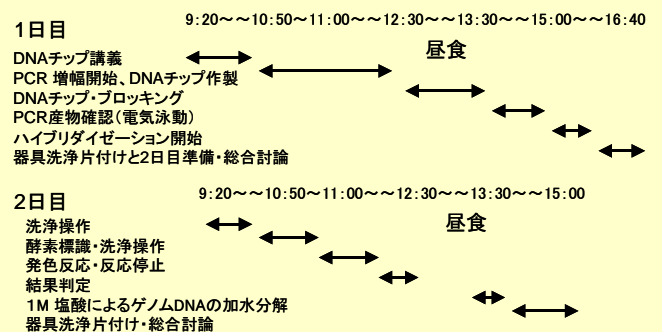 9:20～～10:50～11:00～～12:30～～13:30～～15:00～～16:40
1日目
昼食
DNAチップ講義
PCR 増幅開始、DNAチップ作製
DNAチップ・ブロッキング
PCR産物確認（電気泳動）
ハイブリダイゼーション開始
器具洗浄片付けと2日目準備・総合討論
9:20～～10:50～11:00～～12:30～～13:30～～15:00
2日目
昼食
洗浄操作
酵素標識・洗浄操作
発色反応・反応停止
結果判定
1M 塩酸によるゲノムDNAの加水分解
器具洗浄片付け・総合討論